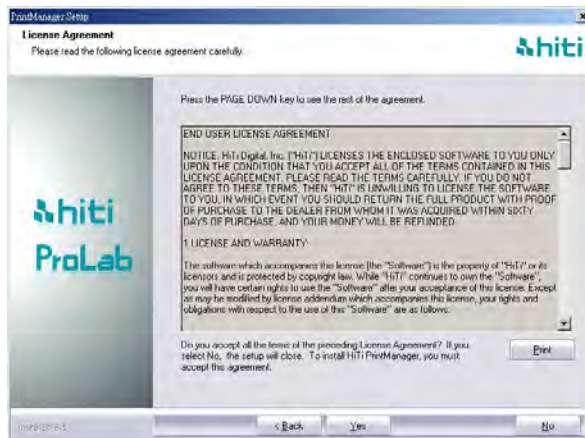 PrintManager Setup
License Agreement
Please read the following license agreement carefully.
hiti
Press the PAGE DOWN key to see the rest of the agreement.
END USER LICENSE AGREEMENT
NOTICE: HiTi Digital, Inc. ("HiTi") LICENSES THE ENCLOSED SOFTWARE TO YOU ONLY
UPON THE CONDITION THAT YOU ACCEPT ALL OF THE TERMS CONTAINED IN THIS
LICENSE AGREEMENT. PLEASE READ THE TERMS CAREFULLY. IF YOU DO NOT
AGREE TO THESE TERMS, THEN "HiTi" IS UNWILLING TO LICENSE THE SOFTWARE
TO YOU, IN WHICH EVENT YOU SHOULD RETURN THE FULL PRODUCT WITH PROOF
OF PURCHASE TO THE DEALER FROM WHOM IT WAS ACQUIRED WITHIN SIXTY
DAYS OF PURCHASE, AND YOUR MONEY WILL BE REFUNDED.
1 LICENSE AND WARRANTY:
The software which accompanies this license (the "Software") is the property of "HiTi" or its
licensors and is protected by copyright law. While "HiTi" continues to own the "Software",
you will have certain rights to use the "Software" after your acceptance of this license. Except
as may be modified by license addendum which accompanies this license, your rights and
obligations with respect to the use of this "Software" are as follows:
hiti
ProLab
Do you accept all the terms of the preceding License Agreement? If you
select No, the setup will close. To install HiTi PrintManager, you must
accept this agreement.
Print
InstallShield
< Back
Yes
No